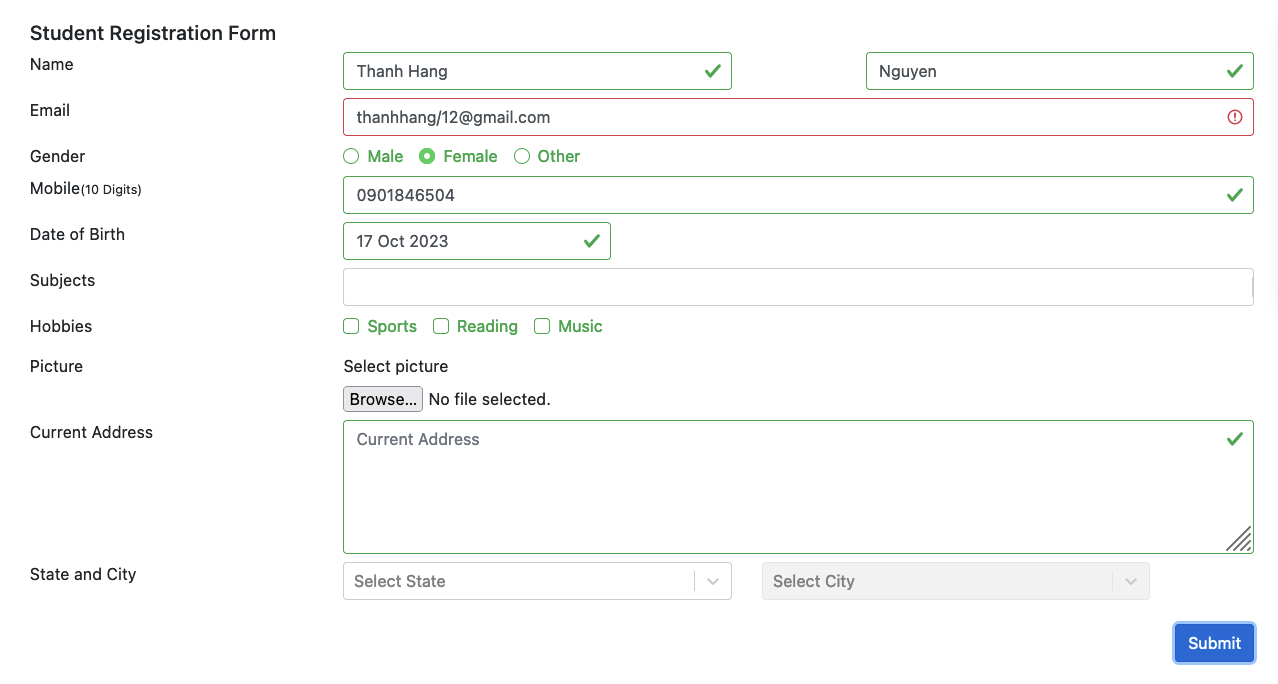 Student Registration Form
Name
Thanh Hang
Nguyen
Email
thanhhang/12@gmail.com
Gender
Male Female Other
Mobile(10 Digits)
0901846504
Date of Birth
17 Oct 2023
Subjects
Hobbies
Sports Reading Music
Picture
Select picture
Browse... No file selected.
Current Address
Current Address
State and City
Select State
Select City
Submit